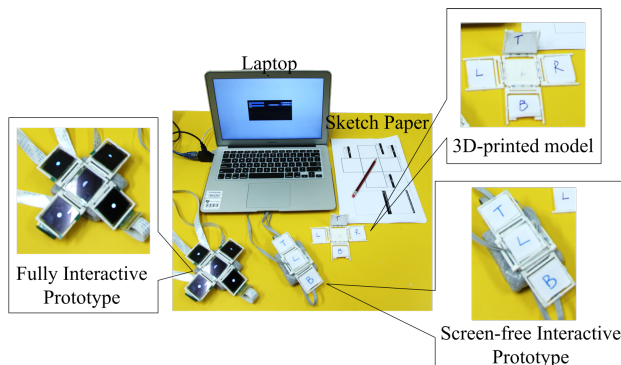 Laptop
Sketch Paper
T
L
R
B
3D-printed model
Fully Interactive
Prototype
T
L
R
B
T
L
B
L
T
L
B
Screen-free Interactive
Prototype